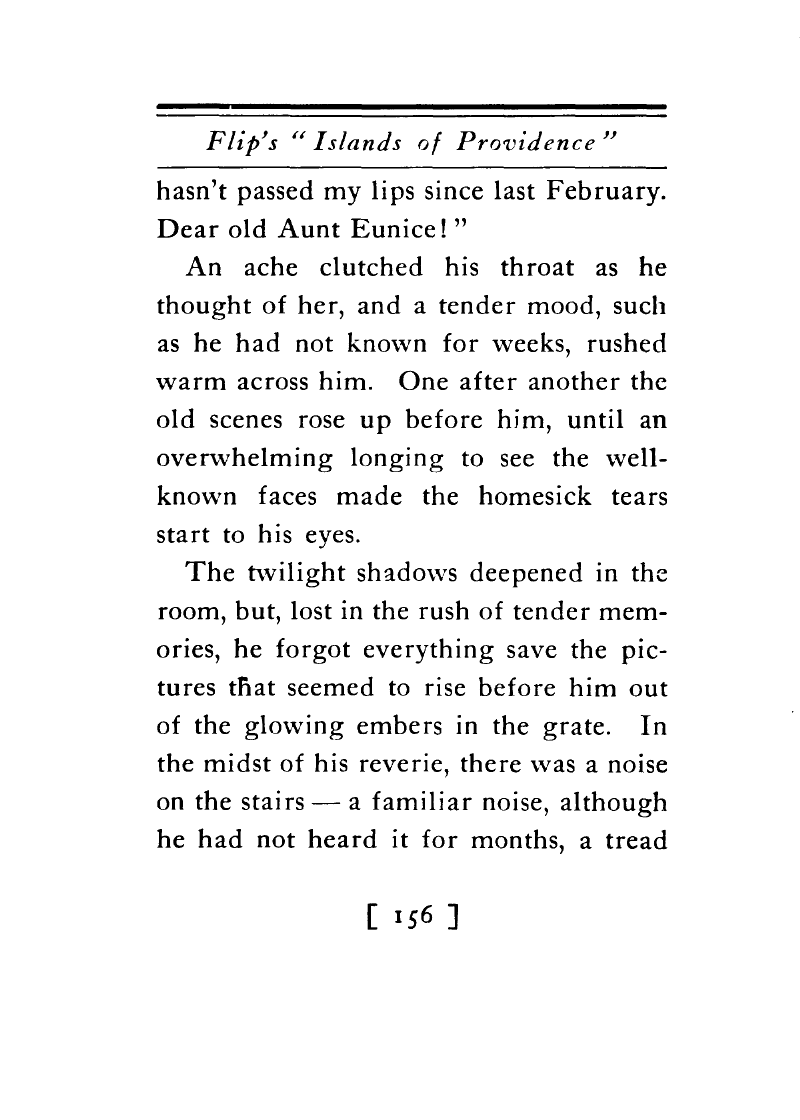 Flip's “Islands of Providence”
hasn't passed my lips since last February.
Dear old Aunt Eunice!”
An ache clutched his throat as he
thought of her, and a tender mood, such
as he had not known for weeks, rushed
warm across him. One after another the
old scenes rose up before him, until an
overwhelming longing to see the well-
known faces made the homesick tears
start to his eyes.
The twilight shadows deepened in the
room, but, lost in the rush of tender mem-
ories, he forgot everything save the pic-
tures that seemed to rise before him out
of the glowing embers in the grate. In
the midst of his reverie, there was a noise
on the stairs — a familiar noise, although
he had not heard it for months, a tread
[ 156 ]